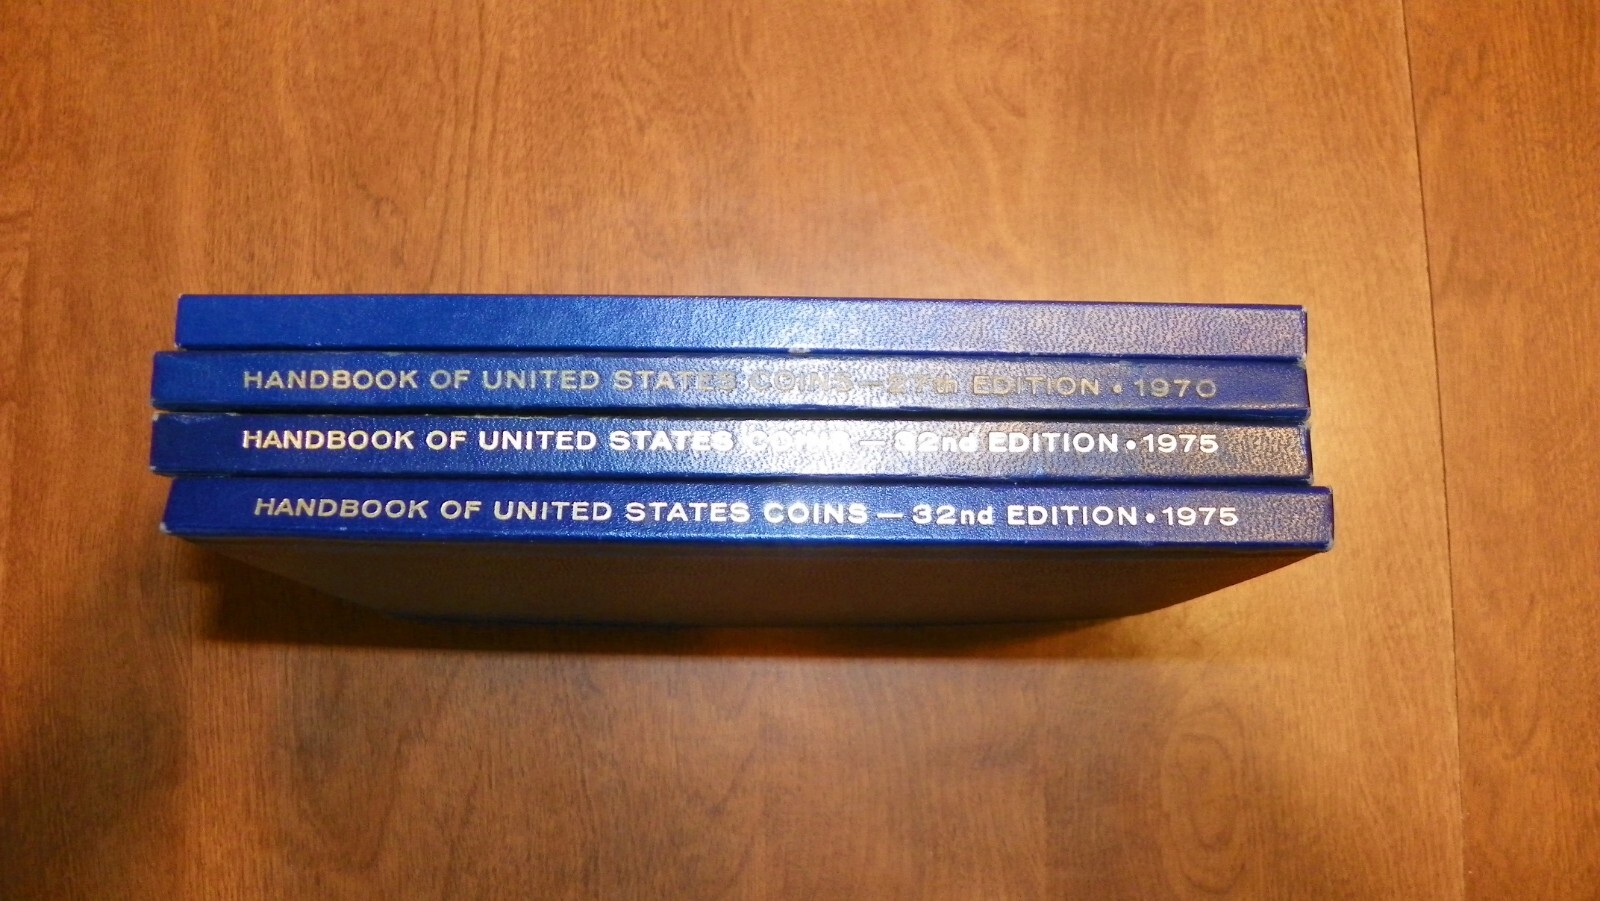 HANDBOOK OF UNITED STATES COINS — 27th EDITION • 1970
HANDBOOK OF UNITED STATES COINS — 32nd EDITION • 1975
HANDBOOK OF UNITED STATES COINS — 32nd EDITION • 1975